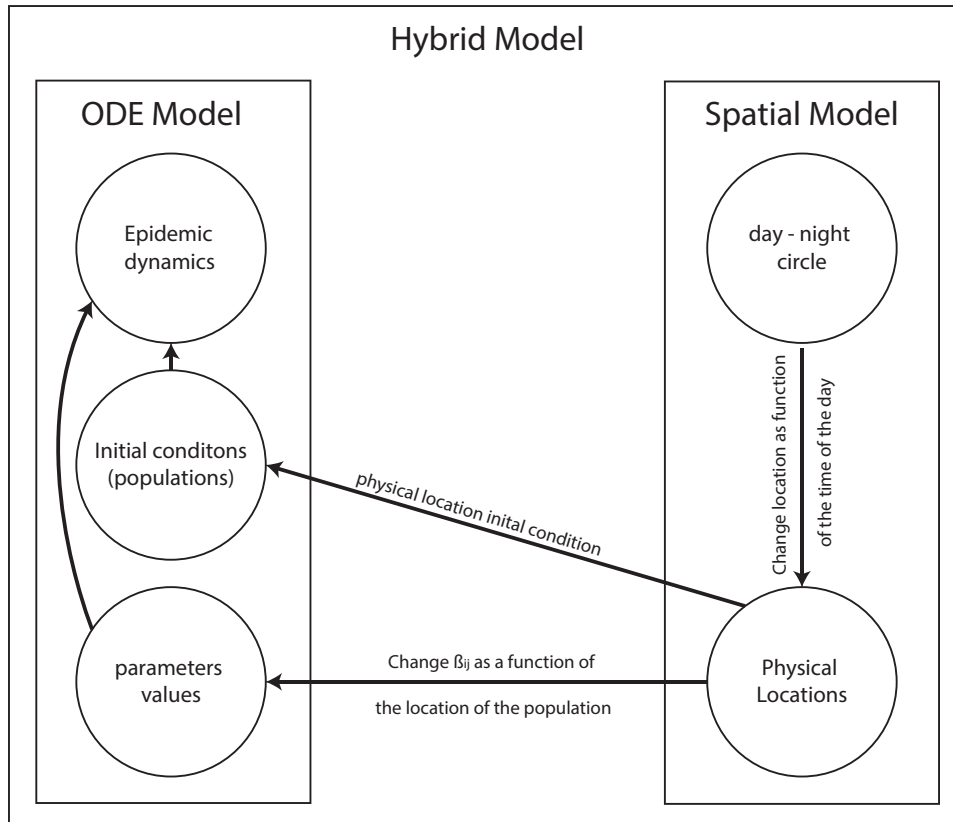 Hybrid Model
ODE Model
Epidemic
dynamics
Initial conditons
(populations)
parameters
values
physical location inital condition
Change ßij as a function of
the location of the population
Spatial Model
day - night
circle
Change location as function
of the time of the day
Physical
Locations